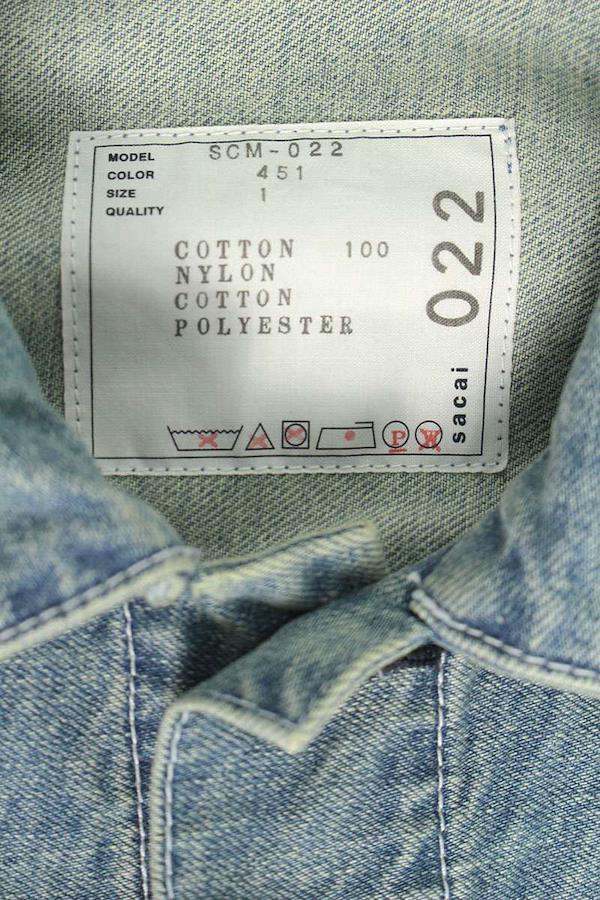 MODEL SCM-022
COLOR 451
SIZE 1
QUALITY
COTTON 100
NYLON
COTTON
POLYESTER
022
sacai
P
W